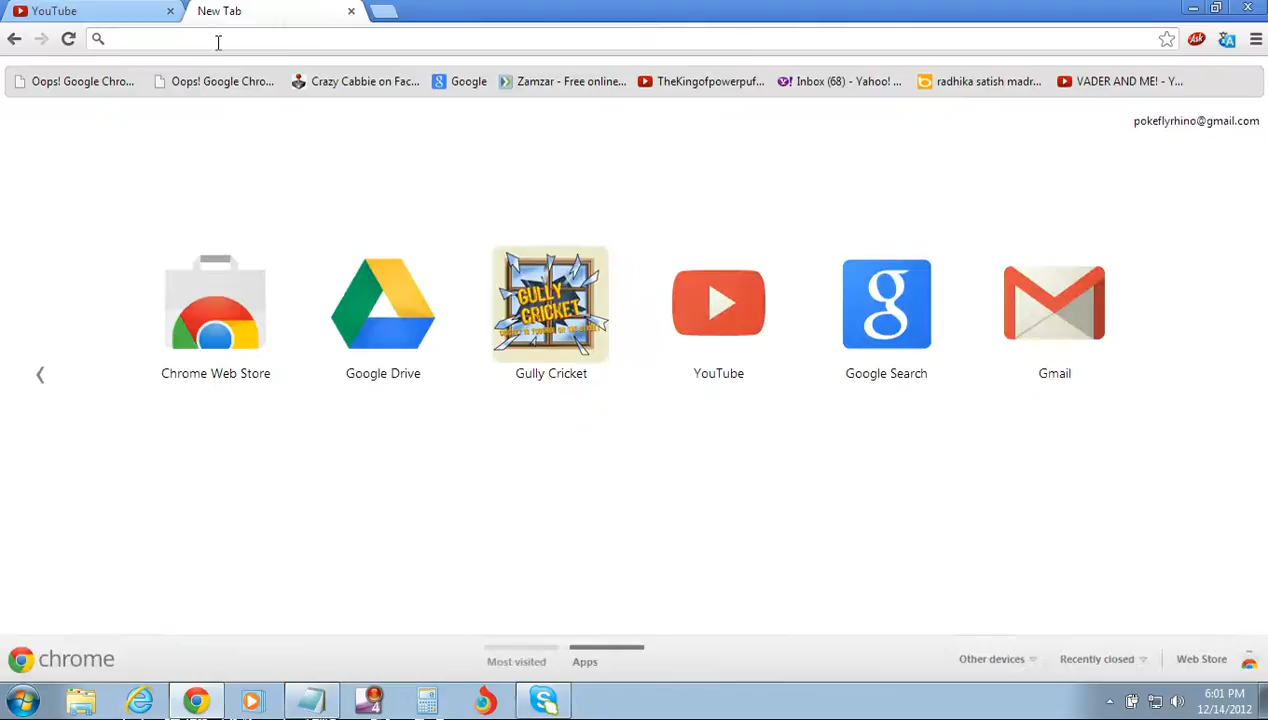 YouTube
New Tab
Oops! Google Chro...
Oops! Google Chro...
Crazy Cabbie on Fac...
Google
Zamzar - Free online...
TheKingofpowerpuf...
Inbox (68) - Yahoo! ...
radhika satish madr...
VADER AND ME! - Y...
Ask
pokeflyrhino@gmail.com
GULLY
CRICKET
g
Chrome Web Store
Google Drive
Gully Cricket
YouTube
Google Search
Gmail
chrome
Most visited
Apps
Other devices
Recently closed
Web Store
4
6:01 PM
12/14/2012